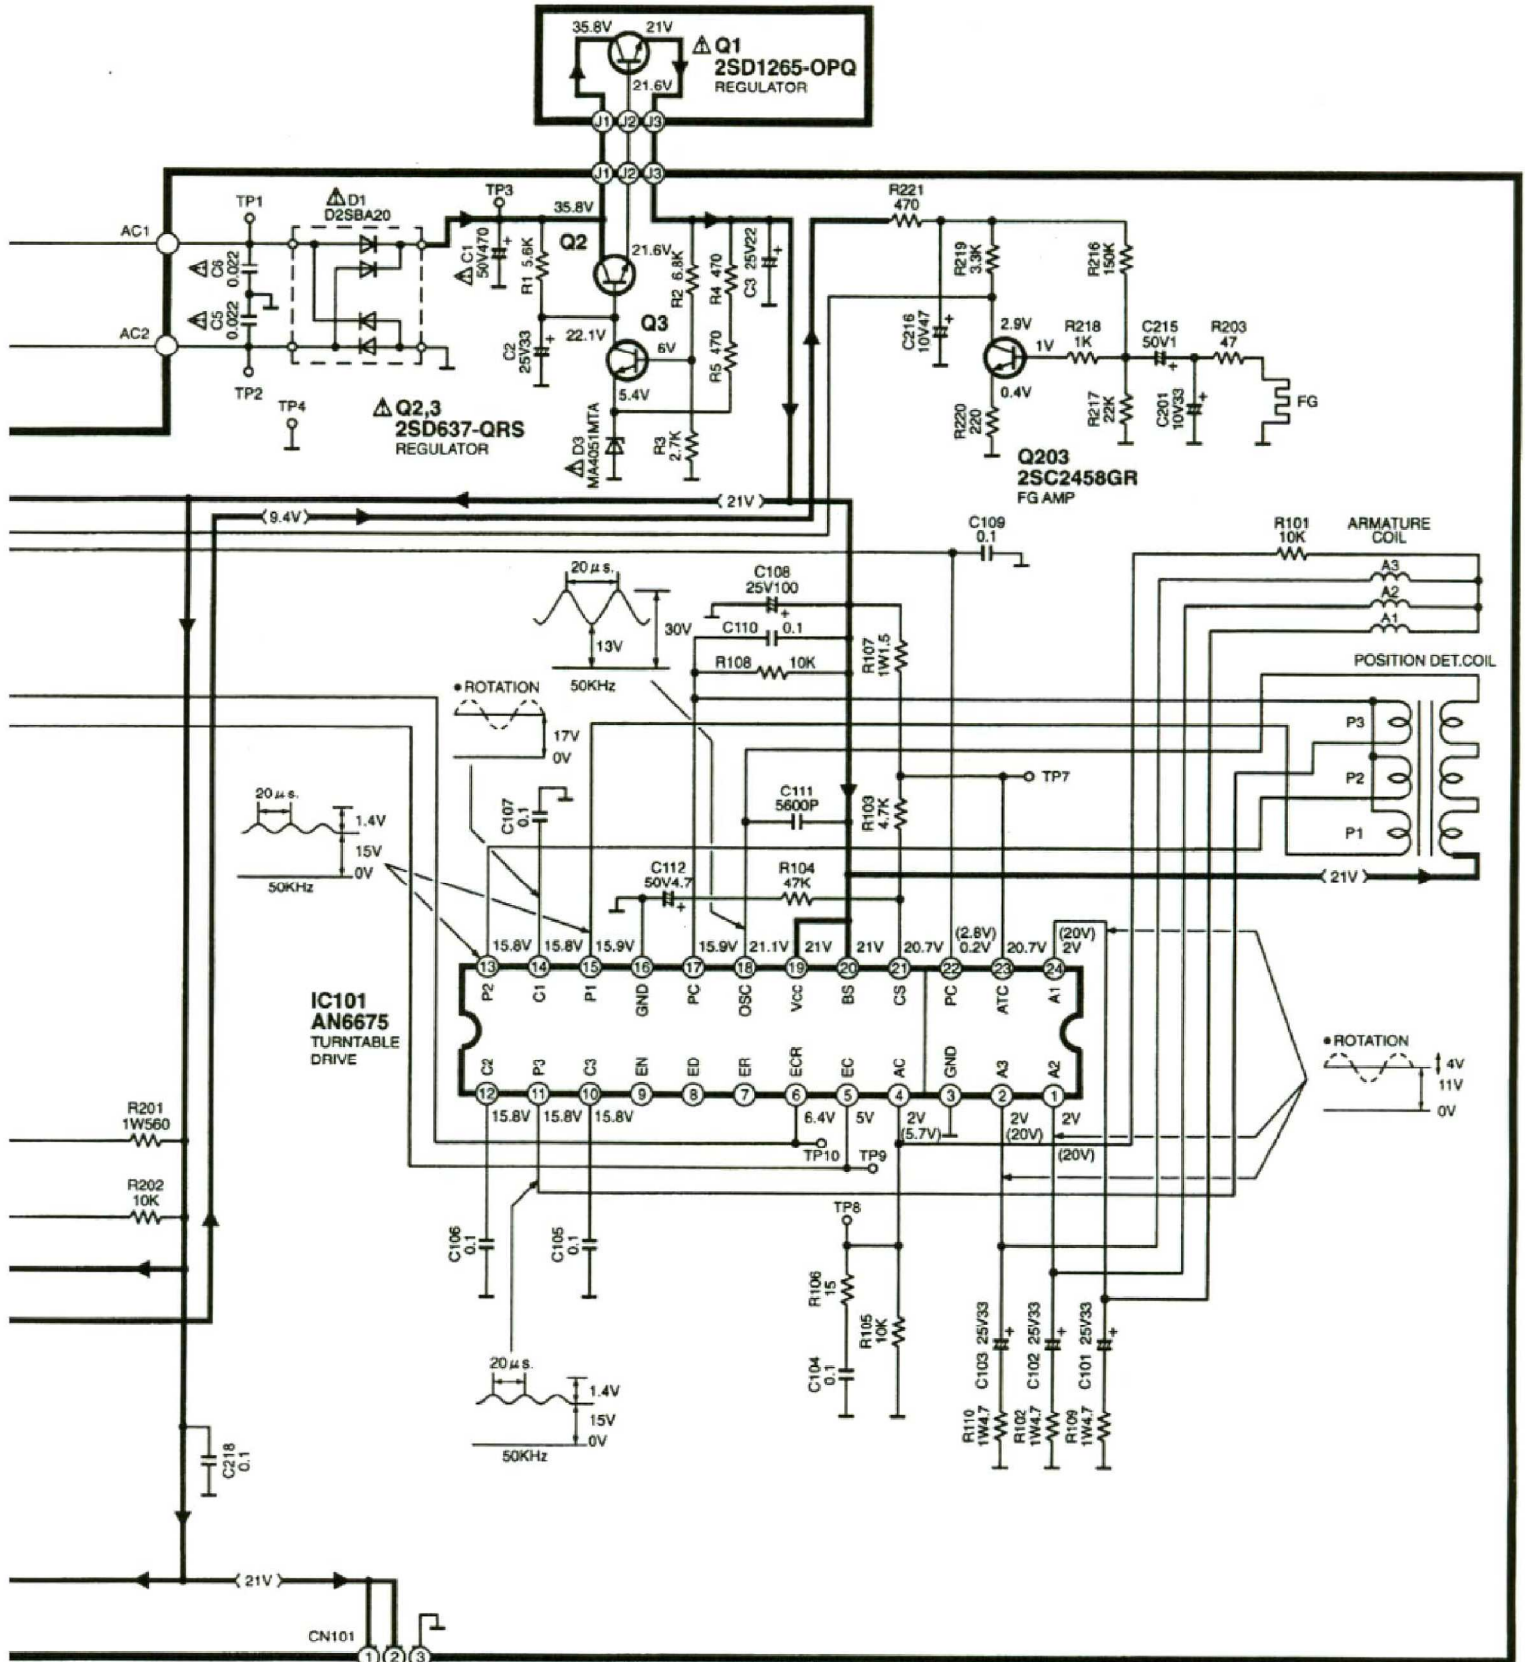 35.8V
21V
Q1
2SD1265-OPQ
REGULATOR
21.6V
J1 J2 J3
J1 J2 J3
TP1
D1
D2SBA20
TP3
35.8V
AC1
C6
0.022
C5
0.022
AC2
TP2
TP4
C1
50V470
R1 5.6K
Q2
21.6V
R2 6.8K
R4 470
C3 25V22
C2
25V33
22.1V
Q3
6V
R5 470
5.4V
Q2,3
2SD637-QRS
REGULATOR
D3
MA4051MTA
R3
2.7K
R221
470
R219
3.3K
R216
150K
C216
10V47
2.9V
1V
0.4V
R218
1K
C215
50V1
R203
47
R220
220
R217
22K
C201
10V33
FG
Q203
2SC2458GR
FG AMP
21V
9.4V
C109
0.1
R101
10K
ARMATURE
COIL
A3
A2
A1
POSITION DET.COIL
P3
P2
P1
21V
20μs.
30V
13V
50KHz
C108
25V100
C110 0.1
R108 10K
R107
1W1.5
ROTATION
17V
0V
TP7
C111
5600P
R103
4.7K
C107
0.1
20μs.
1.4V
15V
0V
50KHz
C112
50V4.7
R104
47K
15.8V 15.8V 15.9V 15.9V 21.1V 21V 21V 20.7V (2.8V) 0.2V 20.7V (20V) 2V
13 14 15 16 17 18 19 20 21 22 23 24
P2 C1 P1 GND PC OSC Vcc BS CS PC ATC A1
IC101
AN6675
TURNTABLE
DRIVE
C2 P3 C3 EN ED ER ECR EC AC GND A3 A2
12 11 10 9 8 7 6 5 4 3 2 1
15.8V 15.8V 15.8V 6.4V 5V 2V 2V 2V
(5.7V) (20V) (20V)
TP10
TP9
ROTATION
4V
11V
0V
R201
1W560
R202
10K
C106
0.1
C105
0.1
TP8
R106
15
R105
10K
C104
0.1
C103 25V33
C102 25V33
C101 25V33
R110
1W4.7
R102
1W4.7
R109
1W4.7
20μs.
1.4V
15V
0V
50KHz
C218
0.1
21V
CN101
1 2 3